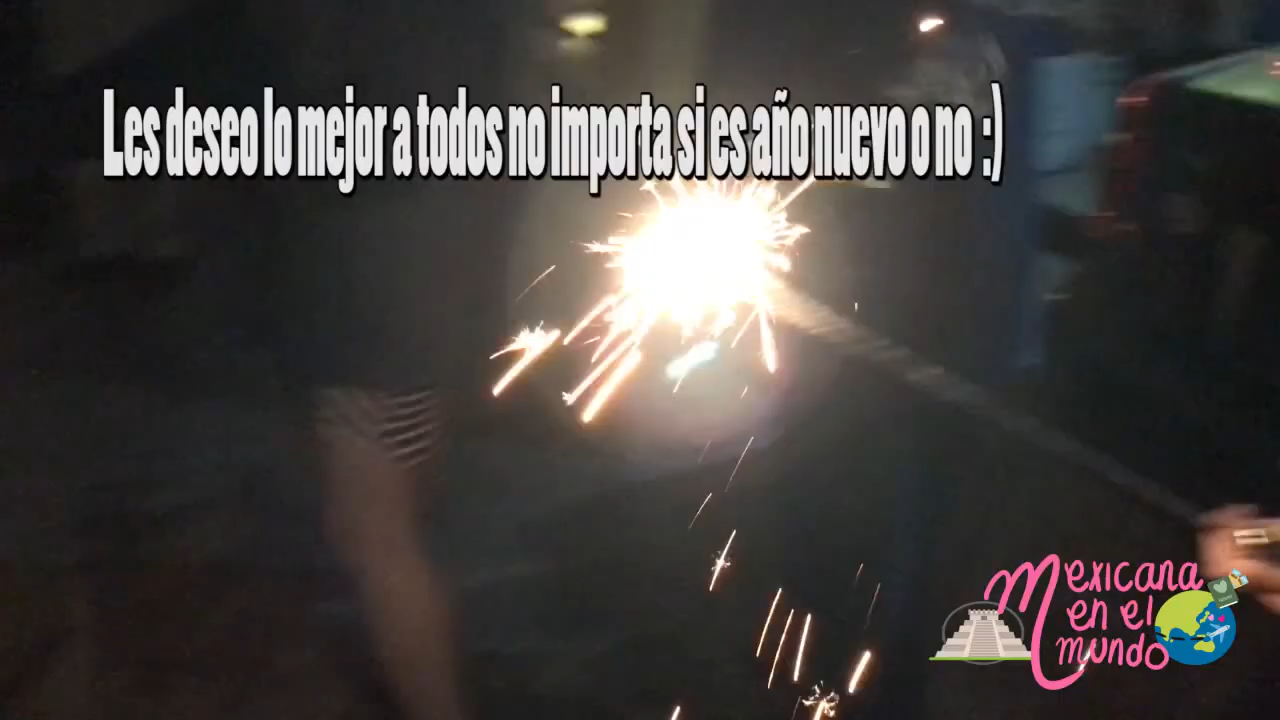 Les deseo lo mejor a todos no importa si es año nuevo o no :)
Mexicana
en el
mundo